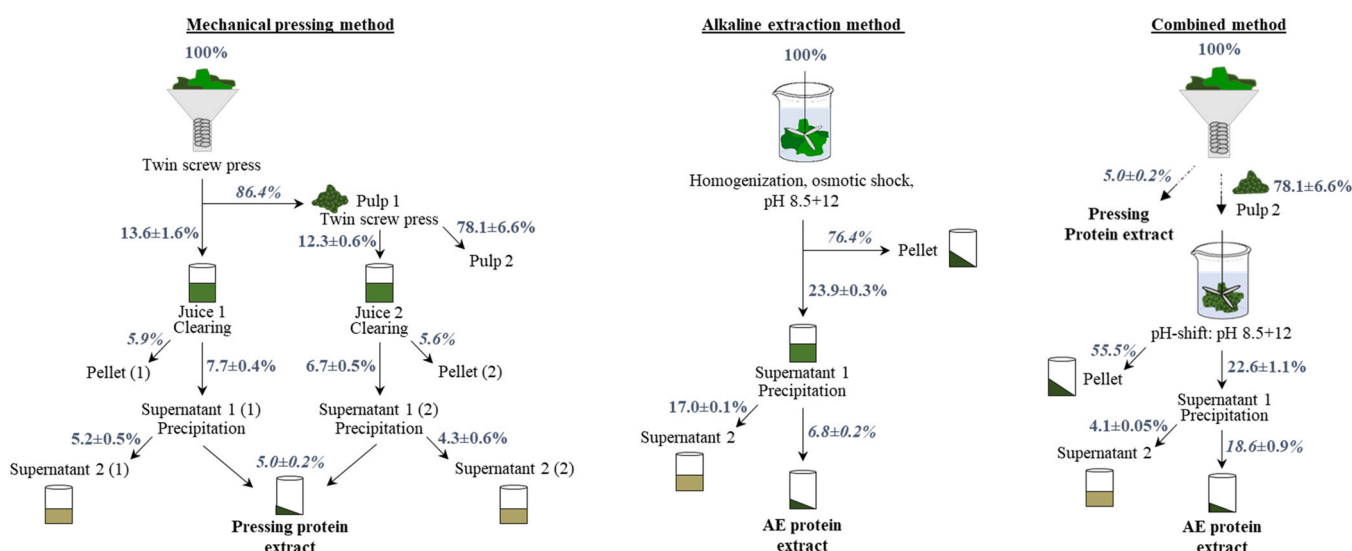 Mechanical pressing method
100%
Twin screw press
86.4%
Pulp 1
Twin screw press
13.6±1.6%
12.3±0.6%
78.1±6.6%
Pulp 2
Juice 1
Clearing
Juice 2
Clearing
5.9%
7.7±0.4%
6.7±0.5%
5.6%
Pellet (1)
Pellet (2)
Supernatant 1 (1)
Precipitation
Supernatant 1 (2)
Precipitation
5.2±0.5%
4.3±0.6%
Supernatant 2 (1)
5.0±0.2%
Supernatant 2 (2)
Pressing protein
extract
Alkaline extraction method
100%
Homogenization, osmotic shock,
pH 8.5+12
76.4%
Pellet
23.9±0.3%
Supernatant 1
Precipitation
17.0±0.1%
Supernatant 2
6.8±0.2%
AE protein
extract
Combined method
100%
5.0±0.2%
78.1±6.6%
Pulp 2
Pressing
Protein extract
pH-shift: pH 8.5+12
55.5%
Pellet
22.6±1.1%
Supernatant 1
Precipitation
4.1±0.05%
Supernatant 2
18.6±0.9%
AE protein
extract